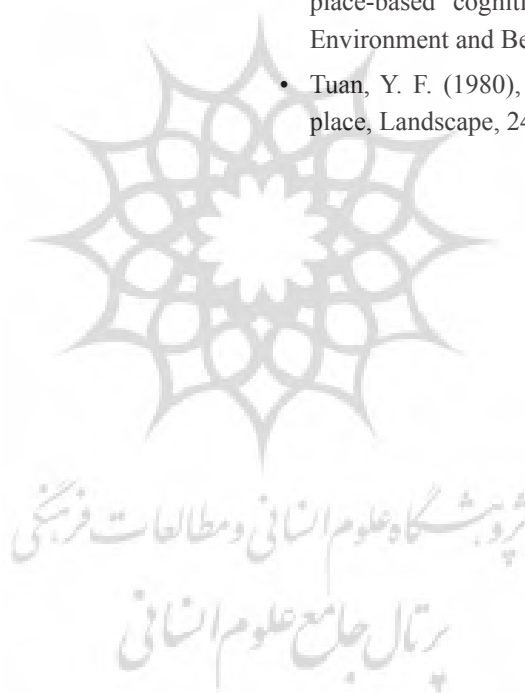 place-based cogniti
Environment and Be
• Tuan, Y. F. (1980),
place, Landscape, 24
پژوهشگاه علوم انسانی و مطالعات فرهنگی
پرتال جامع علوم انسانی